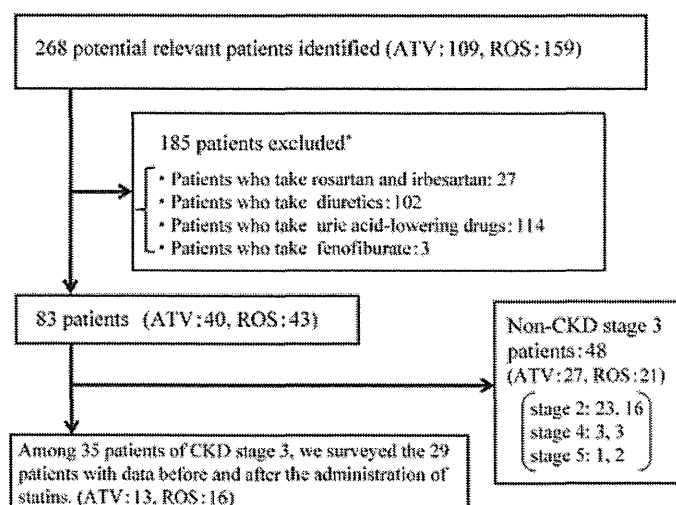 268 potential relevant patients identified (ATV:109, ROS:159)
185 patients excluded*
• Patients who take rosartan and irbesartan: 27
• Patients who take diuretics:102
• Patients who take uric acid-lowering drugs:114
• Patients who take fenofiburate:3
83 patients (ATV:40, ROS:43)
Non-CKD stage 3
patients:48
(ATV:27, ROS:21)
stage 2: 23, 16
stage 4: 3, 3
stage 5: 1, 2
Among 35 patients of CKD stage 3, we surveyed the 29
patients with data before and after the administration of
statins. (ATV:13, ROS:16)